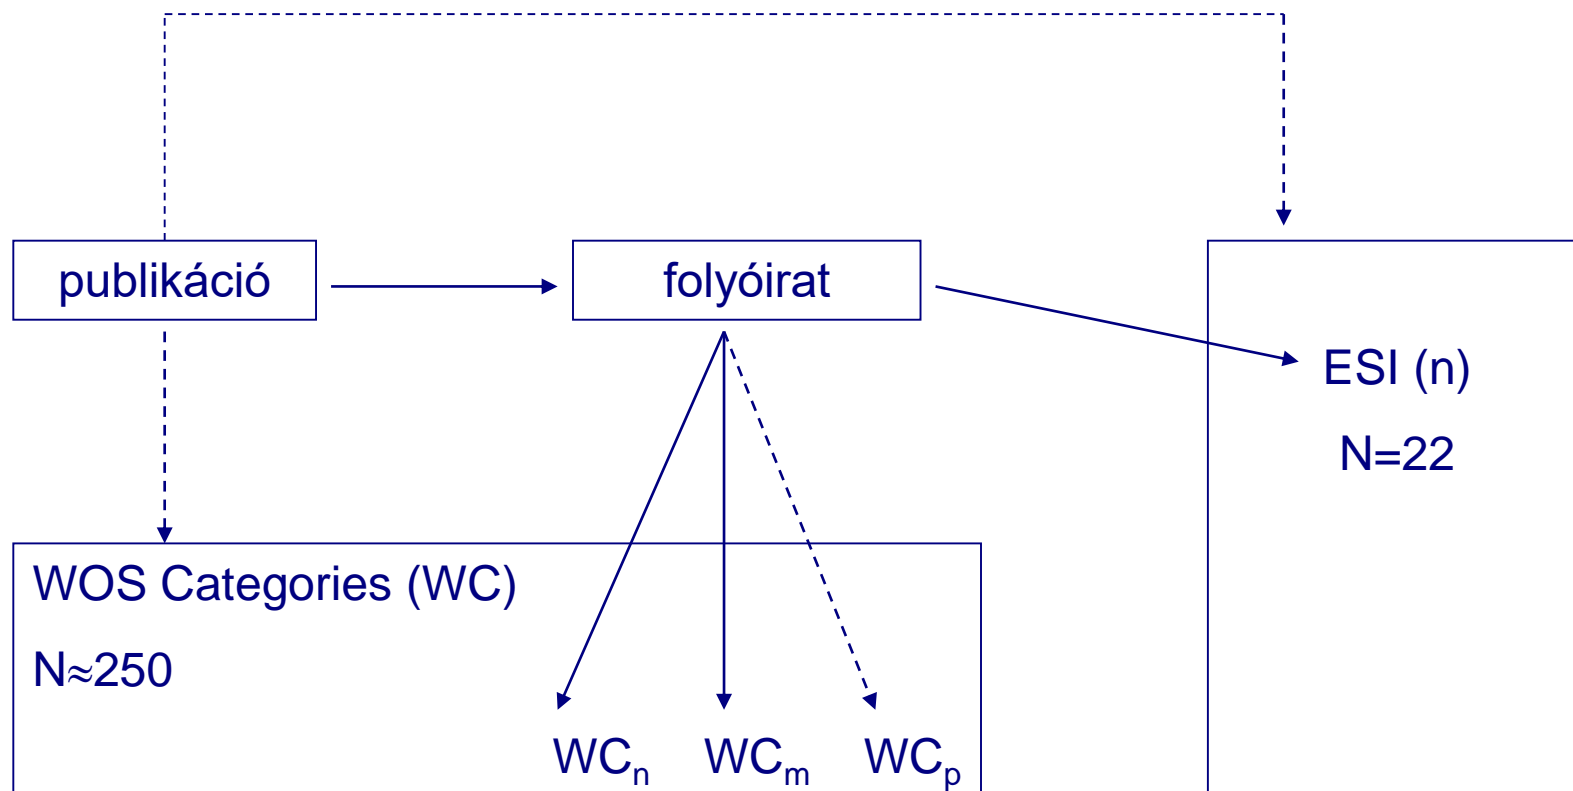 publikáció
folyóirat
ESI (n)
N=22
WOS Categories (WC)
N≈250
WCₙ WCₘ WCₚ